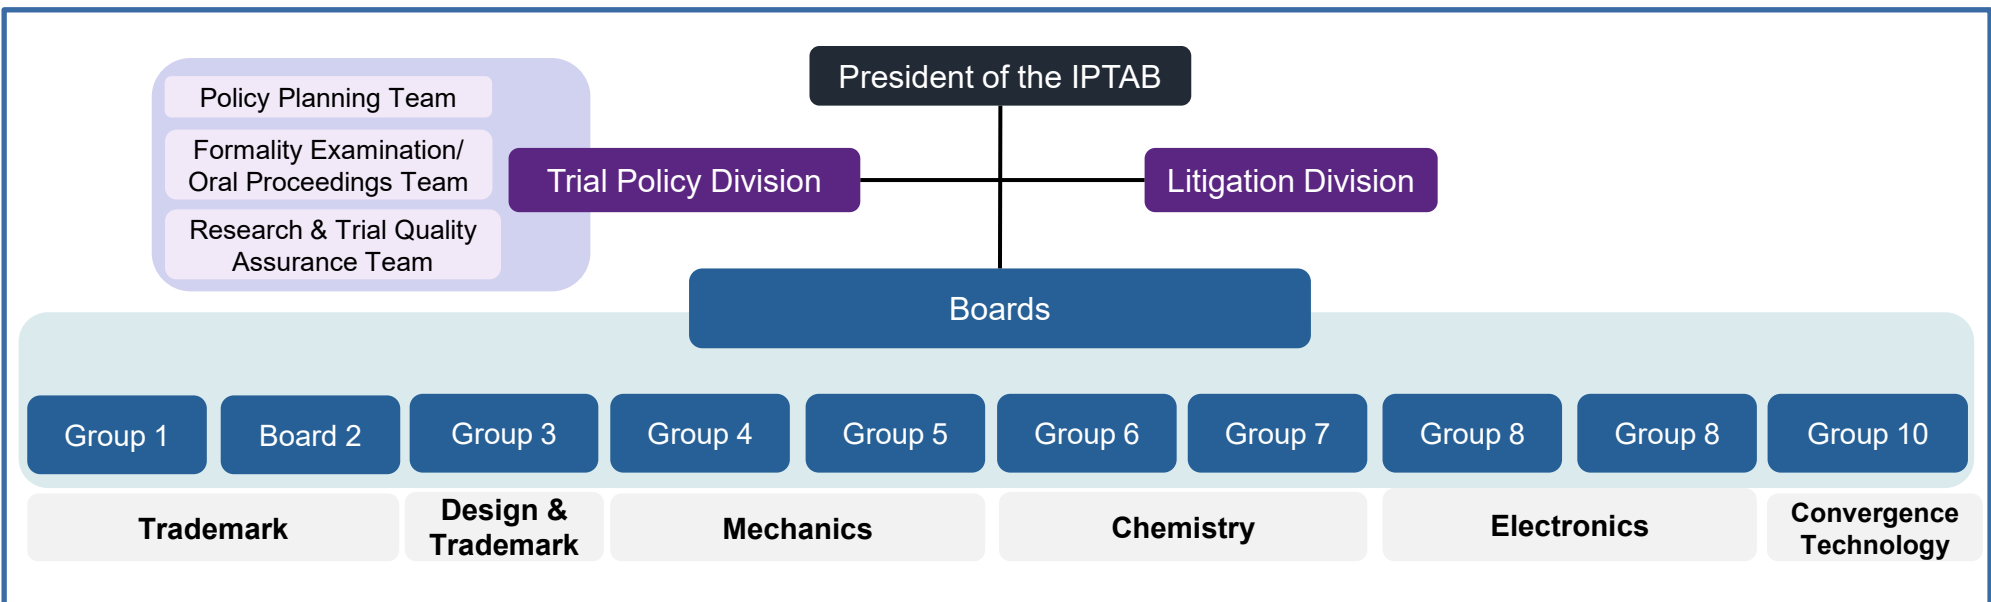 President of the IPTAB
Policy Planning Team
Formality Examination/
Oral Proceedings Team
Research & Trial Quality
Assurance Team
Trial Policy Division
Litigation Division
Boards
Group 1
Board 2
Group 3
Group 4
Group 5
Group 6
Group 7
Group 8
Group 8
Group 10
Trademark
Design &
Trademark
Mechanics
Chemistry
Electronics
Convergence
Technology